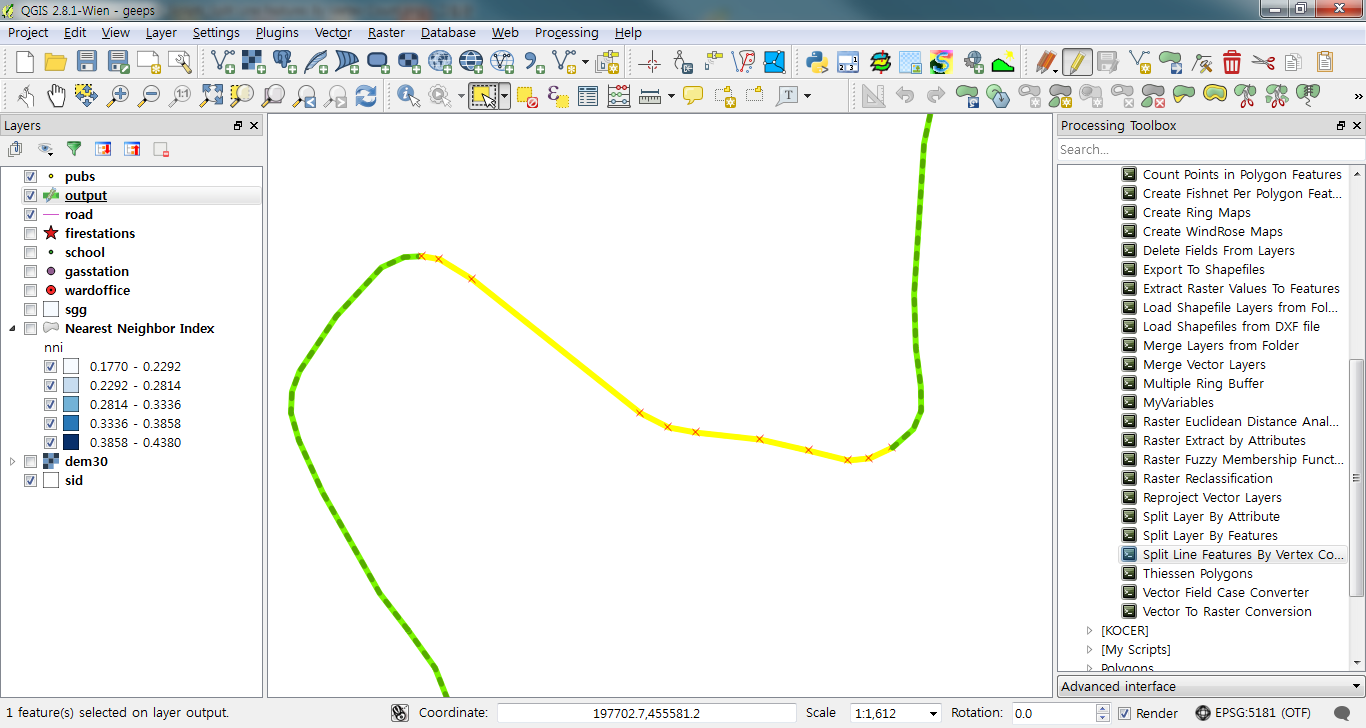 QGIS 2.8.1-Wien - geeps
Project Edit View Layer Settings Plugins Vector Raster Database Web Processing Help
Layers
pubs
output
road
firestations
school
gasstation
wardoffice
sgg
Nearest Neighbor Index
nni
0.1770 - 0.2292
0.2292 - 0.2814
0.2814 - 0.3336
0.3336 - 0.3858
0.3858 - 0.4380
dem30
sid
Processing Toolbox
Search...
Count Points in Polygon Features
Create Fishnet Per Polygon Feat...
Create Ring Maps
Create WindRose Maps
Delete Fields From Layers
Export To Shapefiles
Extract Raster Values To Features
Load Shapefile Layers from Fol...
Load Shapefiles from DXF file
Merge Layers from Folder
Merge Vector Layers
Multiple Ring Buffer
MyVariables
Raster Euclidean Distance Anal...
Raster Extract by Attributes
Raster Fuzzy Membership Funct...
Raster Reclassification
Reproject Vector Layers
Split Layer By Attribute
Split Layer By Features
Split Line Features By Vertex Co...
Thiessen Polygons
Vector Field Case Converter
Vector To Raster Conversion
[KOCER]
[My Scripts]
Polygons
Advanced interface
1 feature(s) selected on layer output. Coordinate: 197702.7,455581.2 Scale 1:1,612 Rotation: 0.0 Render EPSG:5181 (OTF)